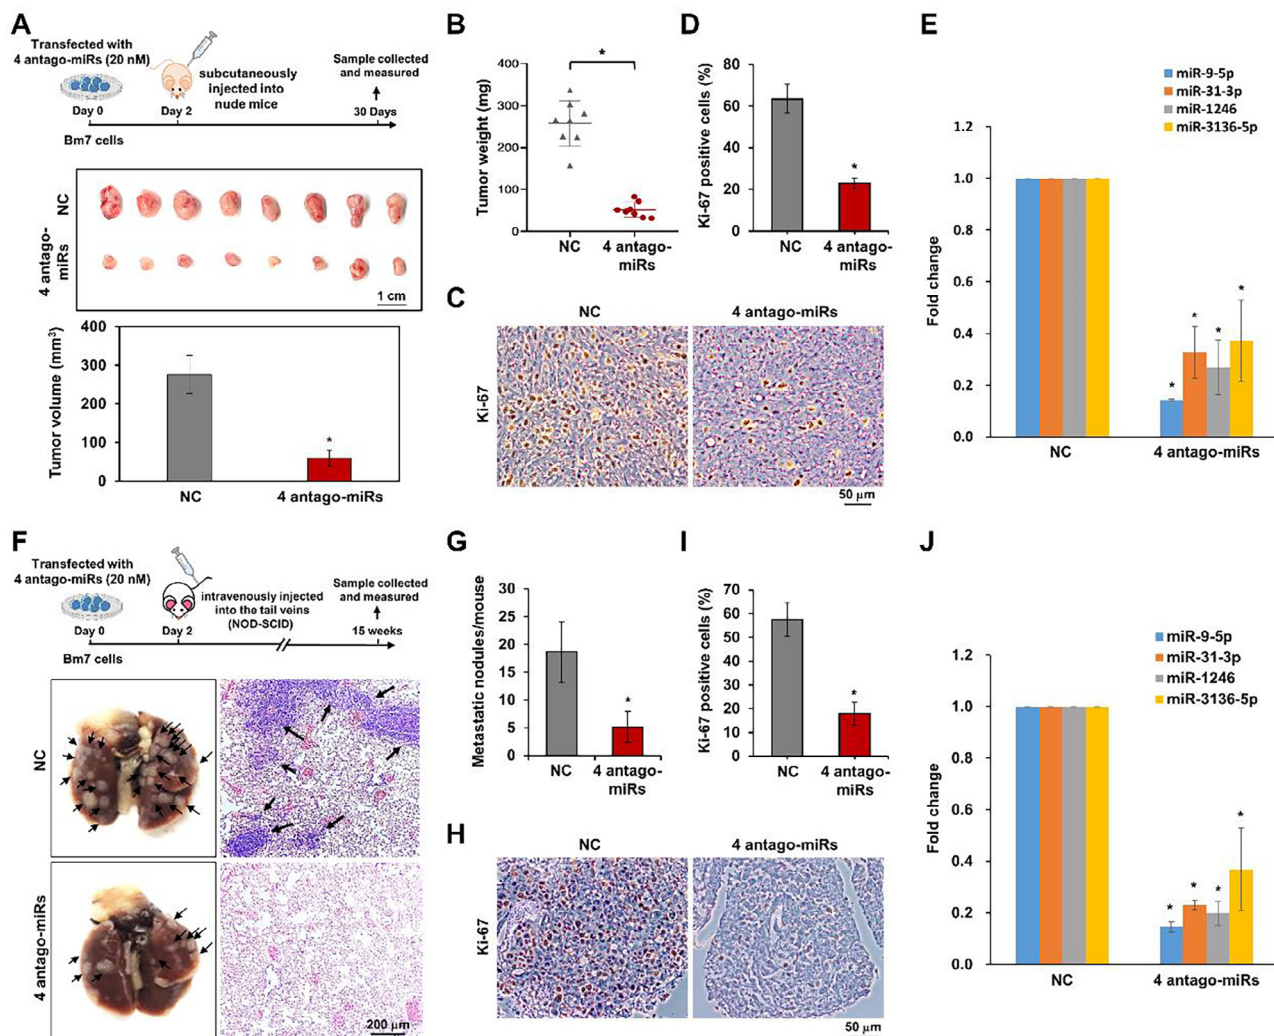 A
Transfected with
4 antago-miRs (20 nM)
subcutaneously
injected into
nude mice
Sample collected
and measured
Day 0
Day 2
30 Days
Bm7 cells
NC
4 antago-
miRs
1 cm
Tumor volume (mm³)
400
300
200
100
0
*
NC
4 antago-miRs
B
Tumor weight (mg)
400
300
200
100
0
*
NC
4 antago-
miRs
D
Ki-67 positive cells (%)
80
60
40
20
0
*
NC
4 antago-
miRs
C
NC
4 antago-miRs
Ki-67
50 µm
E
miR-9-5p
miR-31-3p
miR-1246
miR-3136-5p
Fold change
1.2
1.0
0.8
0.6
0.4
0.2
0.0
* * * *
NC
4 antago-miRs
F
Transfected with
4 antago-miRs (20 nM)
intravenously injected
into the tail veins
(NOD-SCID)
Sample collected
and measured
Day 0
Day 2
15 weeks
Bm7 cells
NC
4 antago-miRs
200 µm
G
Metastatic nodules/mouse
30
25
20
15
10
5
0
*
NC
4 antago-
miRs
I
Ki-67 positive cells (%)
70
60
50
40
30
20
10
0
*
NC
4 antago-
miRs
H
NC
4 antago-miRs
Ki-67
50 µm
J
miR-9-5p
miR-31-3p
miR-1246
miR-3136-5p
Fold change
1.2
1.0
0.8
0.6
0.4
0.2
0.0
* * * *
NC
4 antago-miRs